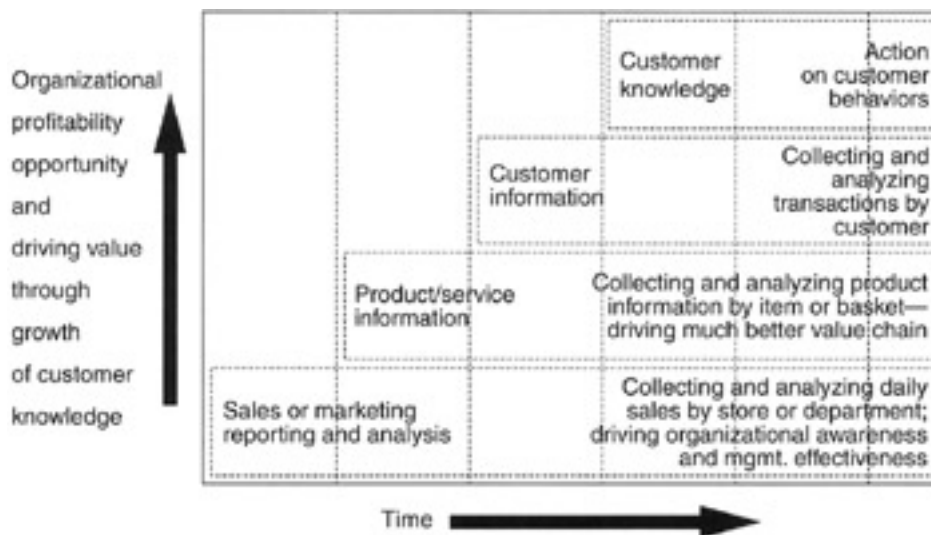 Organizational
profitability
opportunity
and
driving value
through
growth
of customer
knowledge
Customer
knowledge
Action
on customer
behaviors
Customer
information
Collecting and
analyzing
transactions by
customer
Product/service
information
Collecting and analyzing product
information by item or basket—
driving much better value chain
Sales or marketing
reporting and analysis
Collecting and analyzing daily
sales by store or department;
driving organizational awareness
and mgmt. effectiveness
Time